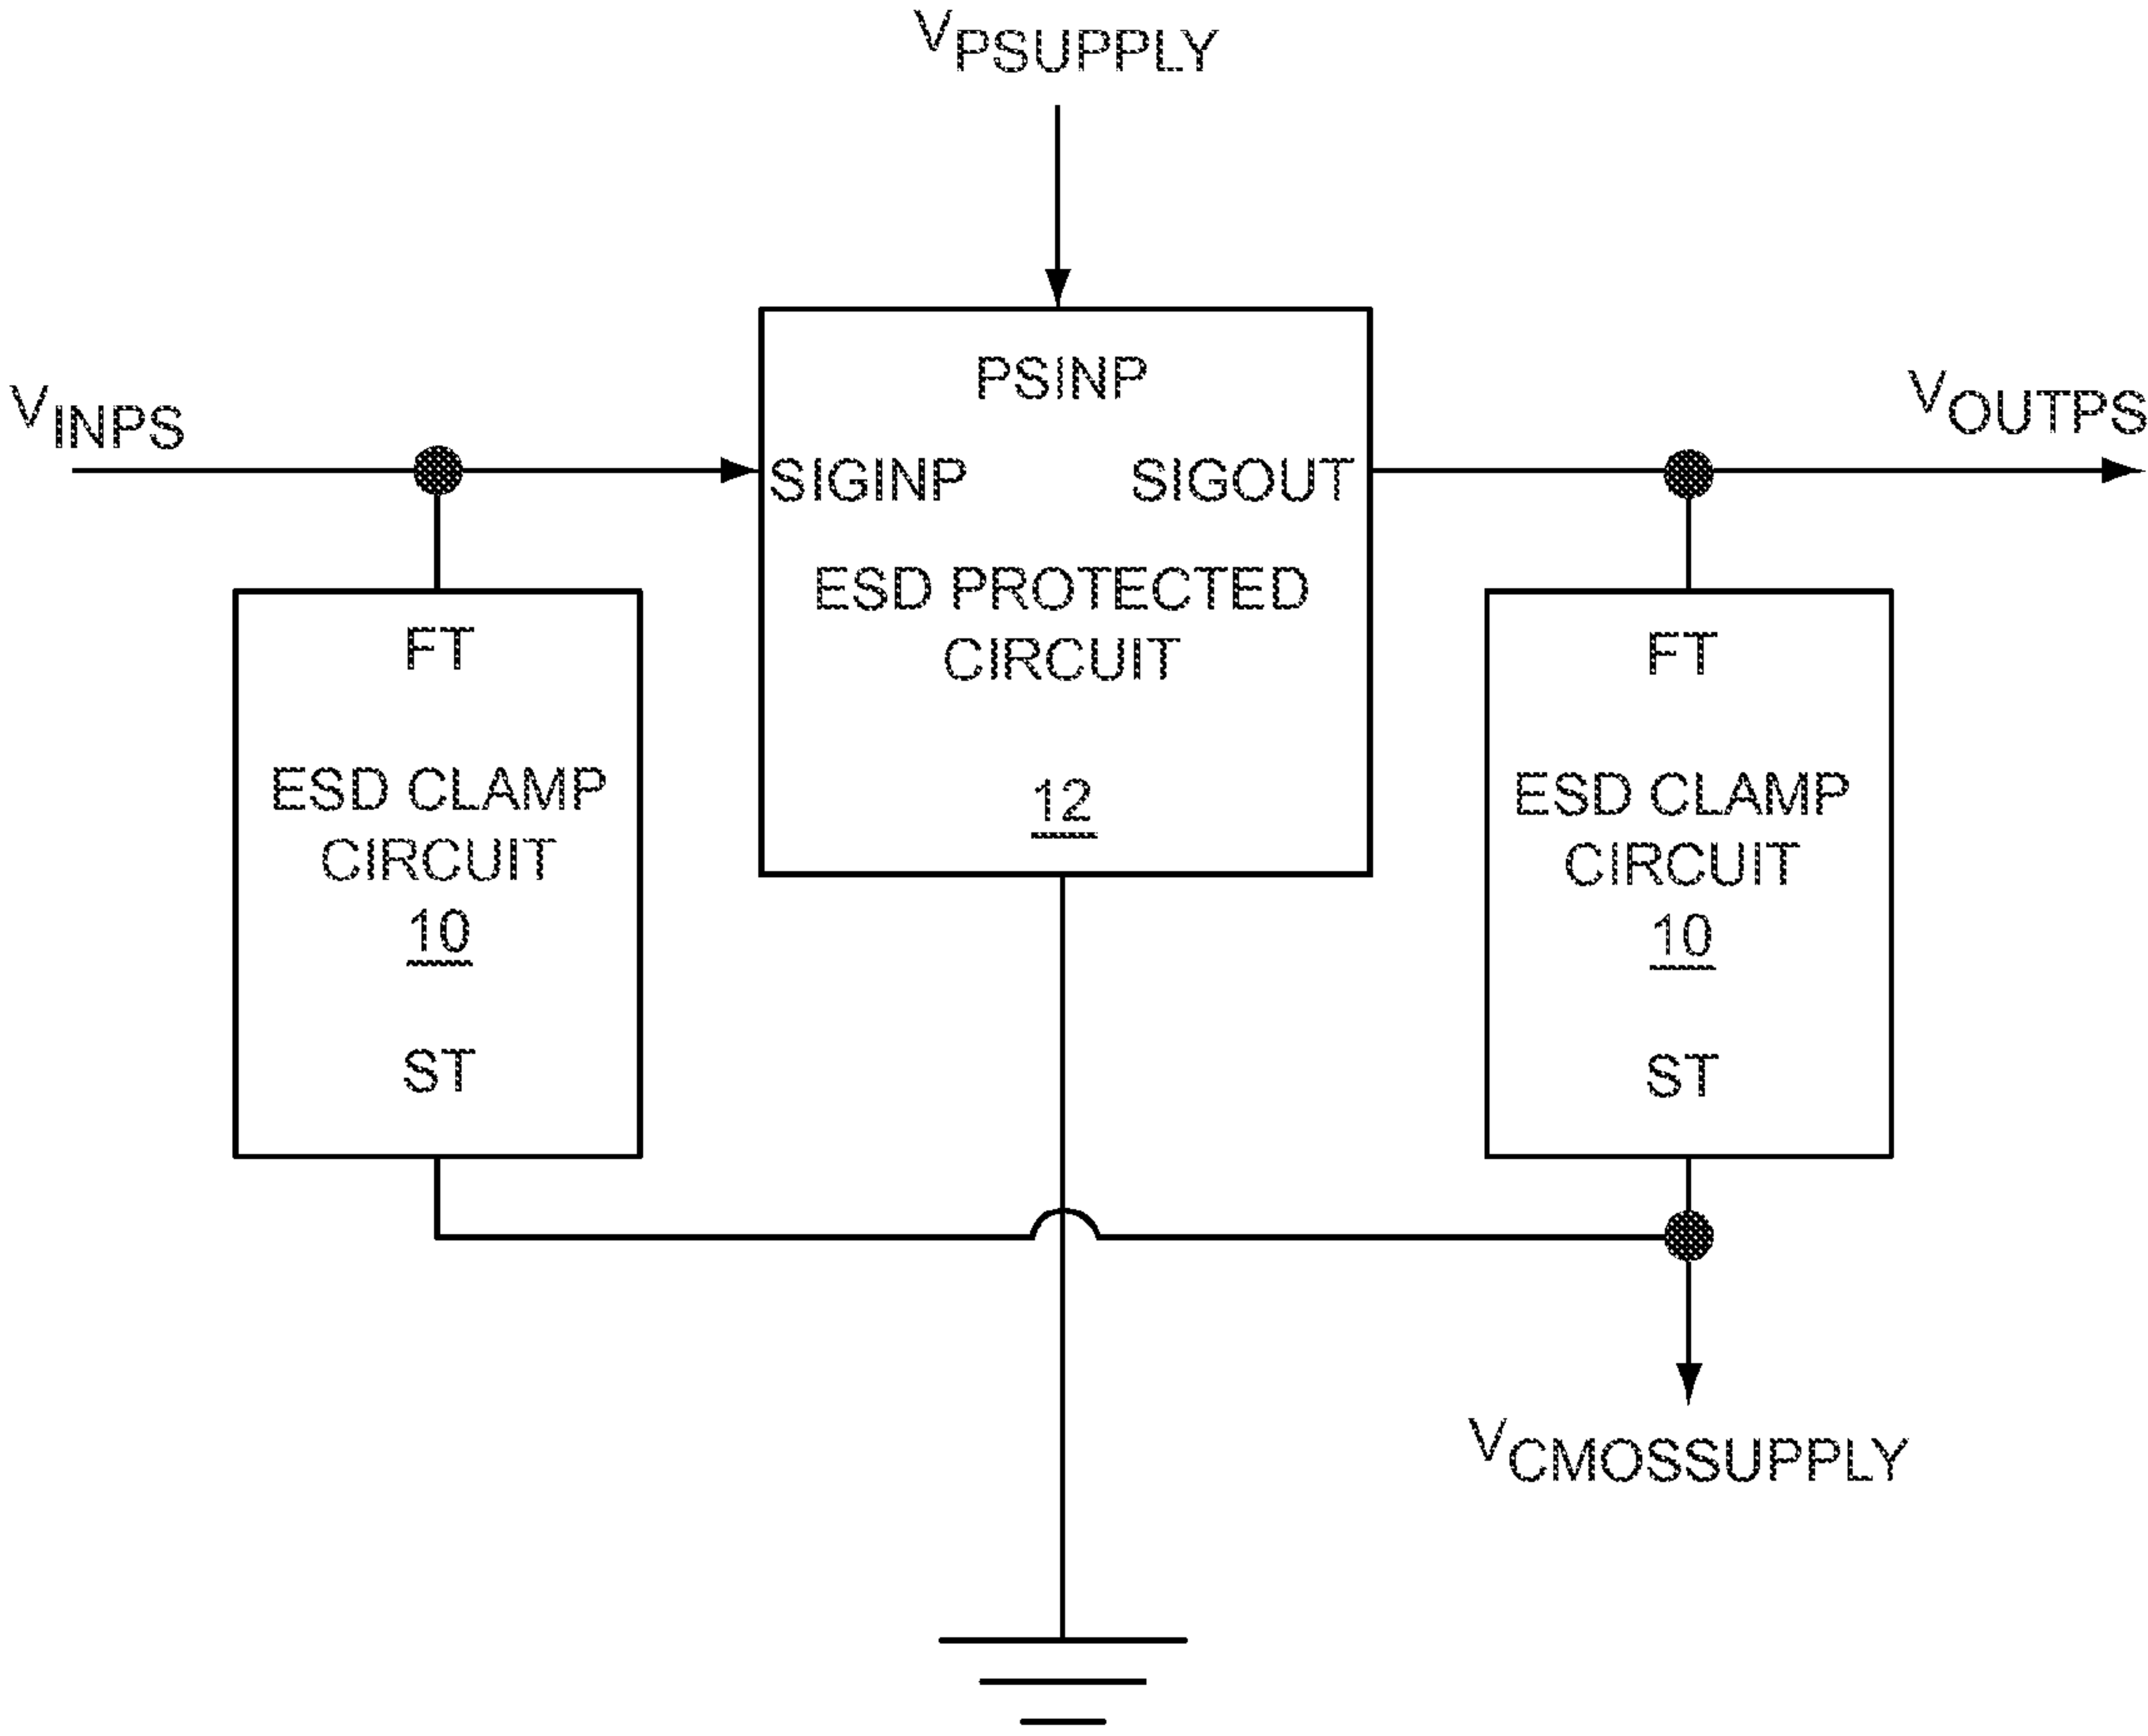 VPSUPPLY
VINPS
PSINP
VOUTPS
SIGINP
SIGOUT
ESD PROTECTED
CIRCUIT
12
FT
ESD CLAMP
CIRCUIT
10
ST
FT
ESD CLAMP
CIRCUIT
10
ST
VCMOSSUPPLY